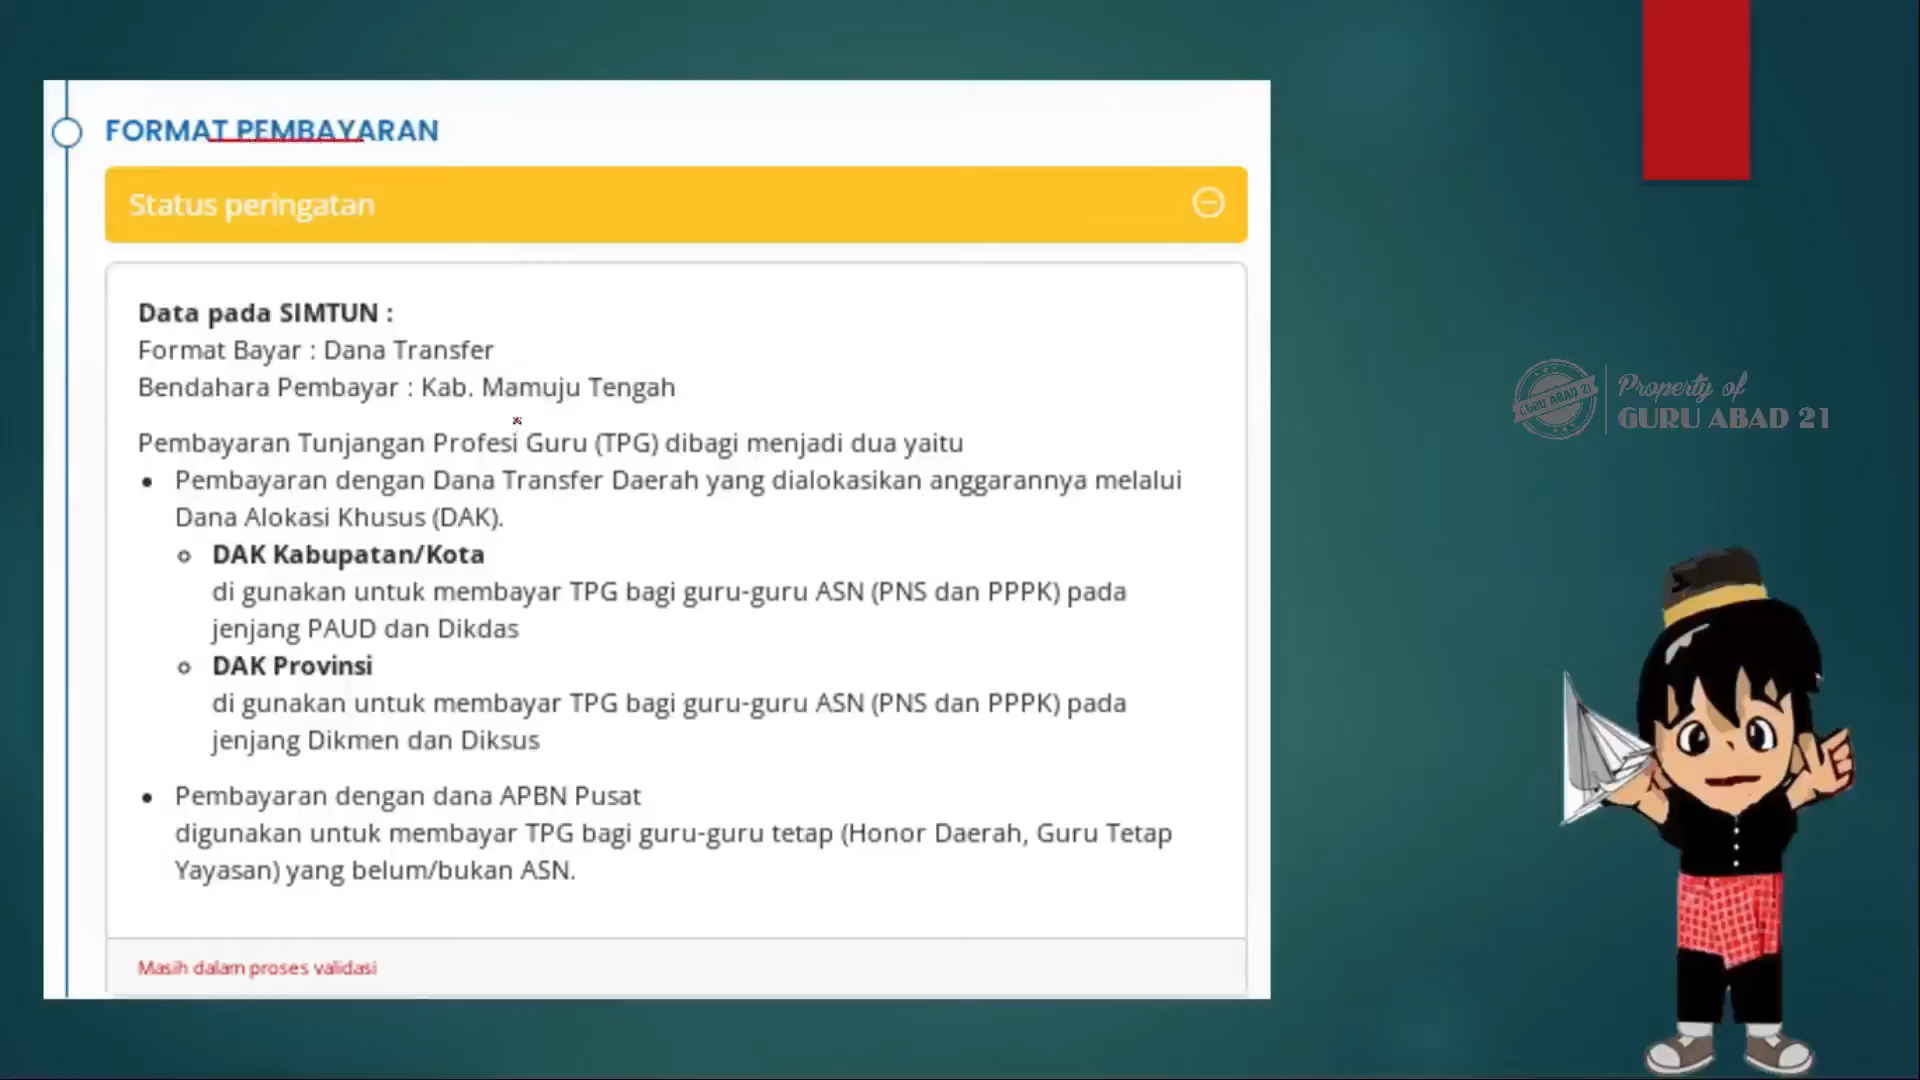 FORMAT PEMBAYARAN
Status peringatan
Data pada SIMTUN :
Format Bayar : Dana Transfer
Bendahara Pembayar : Kab. Mamuju Tengah
Pembayaran Tunjangan Profesi Guru (TPG) dibagi menjadi dua yaitu
Pembayaran dengan Dana Transfer Daerah yang dialokasikan anggarannya melalui
Dana Alokasi Khusus (DAK).
DAK Kabupatan/Kota
di gunakan untuk membayar TPG bagi guru-guru ASN (PNS dan PPPK) pada
jenjang PAUD dan Dikdas
DAK Provinsi
di gunakan untuk membayar TPG bagi guru-guru ASN (PNS dan PPPK) pada
jenjang Dikmen dan Diksus
Pembayaran dengan dana APBN Pusat
digunakan untuk membayar TPG bagi guru-guru tetap (Honor Daerah, Guru Tetap
Yayasan) yang belum/bukan ASN.
Masih dalam proses validasi
GURU ABAD 21
Property of
GURU ABAD 21